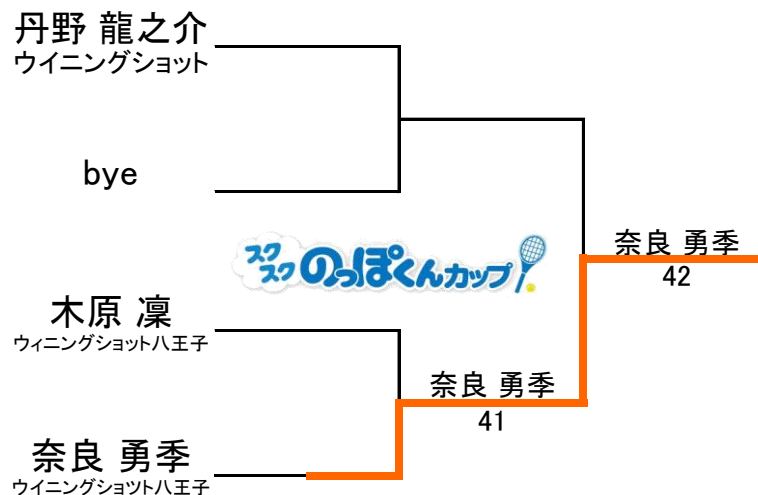 丹野 龍之介
ウイニングショット
bye
スクスクのっぽくんカップ
奈良 勇季
42
木原 凜
ウィニングショット八王子
奈良 勇季
41
奈良 勇季
ウイニングショツト八王子